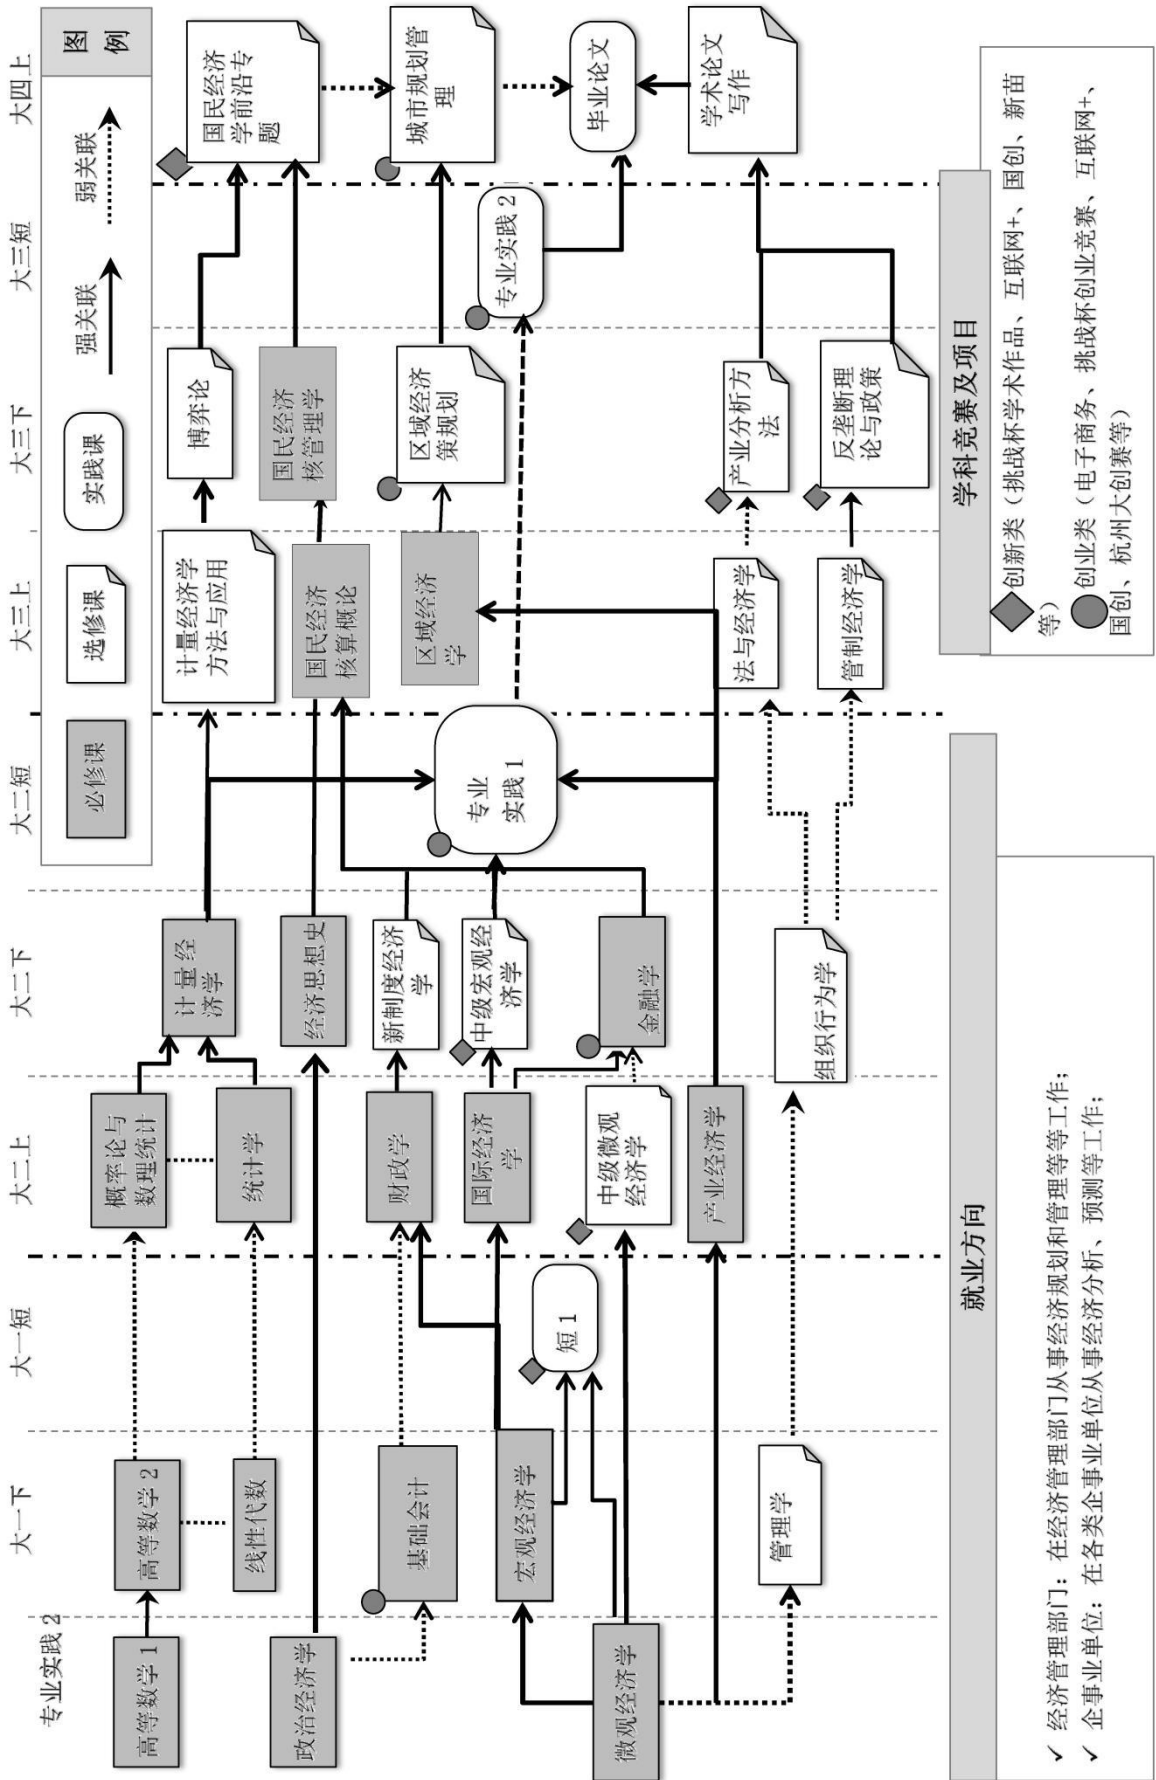 专业实践 2
大一下
大一短
大二上
大二下
大二短
大三上
大三下
大三短
大四上
图
例
必修课
选修课
实践课
强关联
弱关联
高等数学 1
政治经济学
微观经济学
高等数学 2
线性代数
基础会计
宏观经济学
管理学
短 1
概率论与
数理统计
统计学
财政学
国际经济
学
中级微观
经济学
产业经济学
计量经
济学
经济思想史
新制度经济
学
中级宏观经
济学
金融学
组织行为学
专业
实践 1
计量经济学
方法与应用
国民经济
核算概论
区域经济
学
法与经济学
管制经济学
博弈论
国民经济
核管理学
区域经济政
策规划
产业分析方
法
反垄断理
论与政策
专业实践 2
国民经济
学前沿专
题
城市规划管
理
毕业论文
学术论文
写作
就业方向
✓ 经济管理部门：在经济管理部门从事经济规划和管理等等工作；
✓ 企事业单位：在各类企事业单位从事经济分析、预测等工作；
学科竞赛及项目
创新类（挑战杯学术作品、互联网+、国创、新苗
等）
创业类（电子商务、挑战杯创业竞赛、互联网+、
国创、杭州大创赛等）